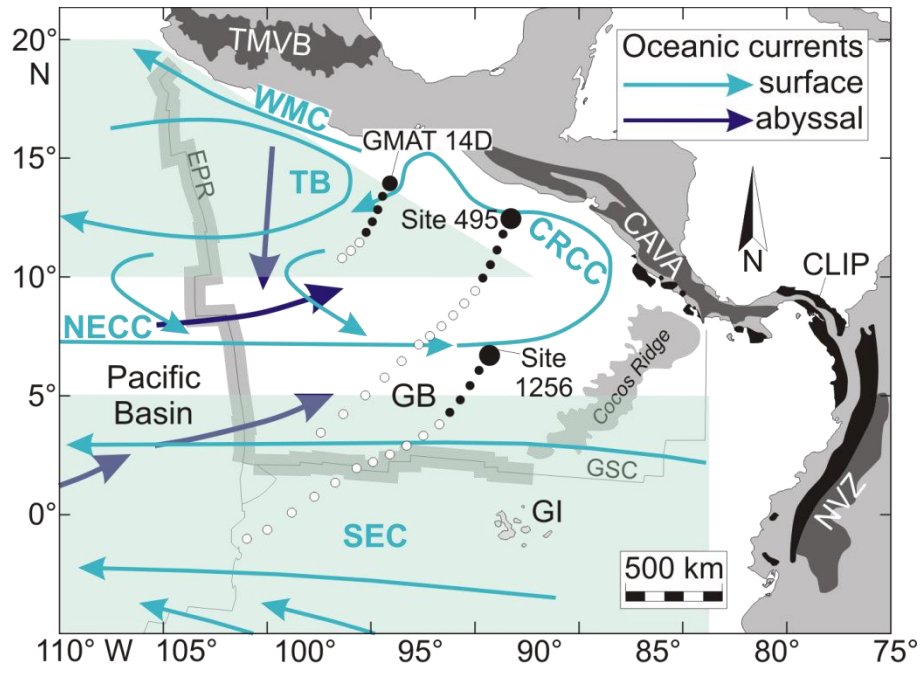 20°
N
15°
10°
5°
0°
TMVB
Oceanic currents
surface
abyssal
WMC
GMAT 14D
EPR
TB
Site 495
CRCC
CAVA
N
CLIP
NECC
Site
1256
Pacific
Basin
GB
Cocos Ridge
GSC
GI
NVZ
SEC
500 km
110° W
105°
100°
95°
90°
85°
80°
75°